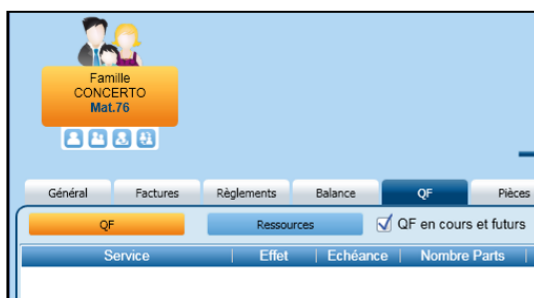 Famille
CONCERTO
Mat.76
Général Factures Règlements Balance QF Pièces
QF Ressources QF en cours et futurs
Service Effet Echéance Nombre Parts